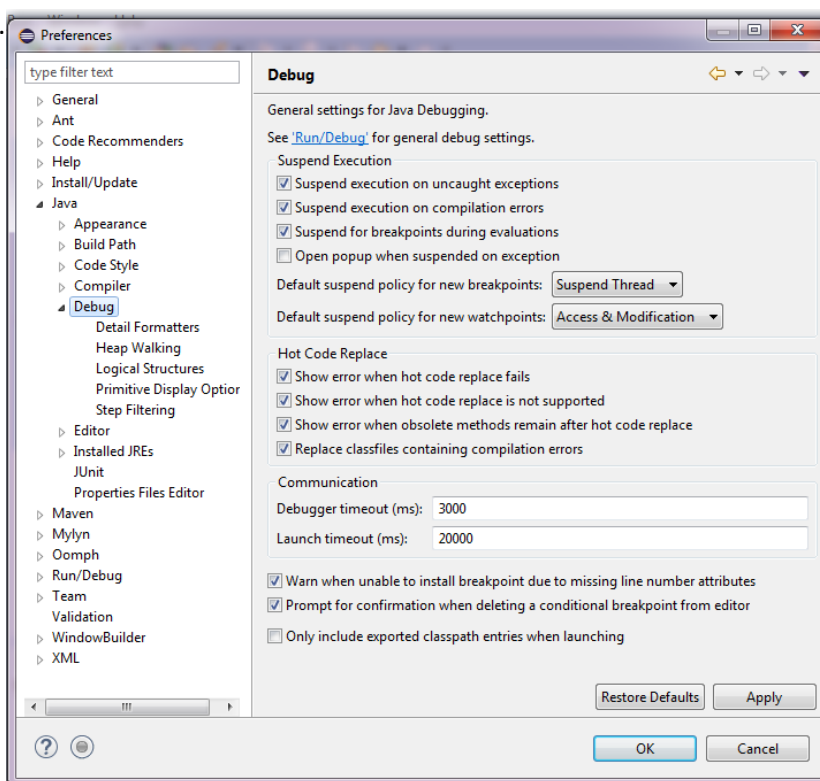 Preferences
type filter text
General
Ant
Code Recommenders
Help
Install/Update
Java
Appearance
Build Path
Code Style
Compiler
Debug
Detail Formatters
Heap Walking
Logical Structures
Primitive Display Option
Step Filtering
Editor
Installed JREs
JUnit
Properties Files Editor
Maven
Mylyn
Oomph
Run/Debug
Team
Validation
WindowBuilder
XML
Debug
General settings for Java Debugging.
See 'Run/Debug' for general debug settings.
Suspend Execution
Suspend execution on uncaught exceptions
Suspend execution on compilation errors
Suspend for breakpoints during evaluations
Open popup when suspended on exception
Default suspend policy for new breakpoints: Suspend Thread
Default suspend policy for new watchpoints: Access & Modification
Hot Code Replace
Show error when hot code replace fails
Show error when hot code replace is not supported
Show error when obsolete methods remain after hot code replace
Replace classfiles containing compilation errors
Communication
Debugger timeout (ms): 3000
Launch timeout (ms): 20000
Warn when unable to install breakpoint due to missing line number attributes
Prompt for confirmation when deleting a conditional breakpoint from editor
Only include exported classpath entries when launching
Restore Defaults Apply
OK Cancel